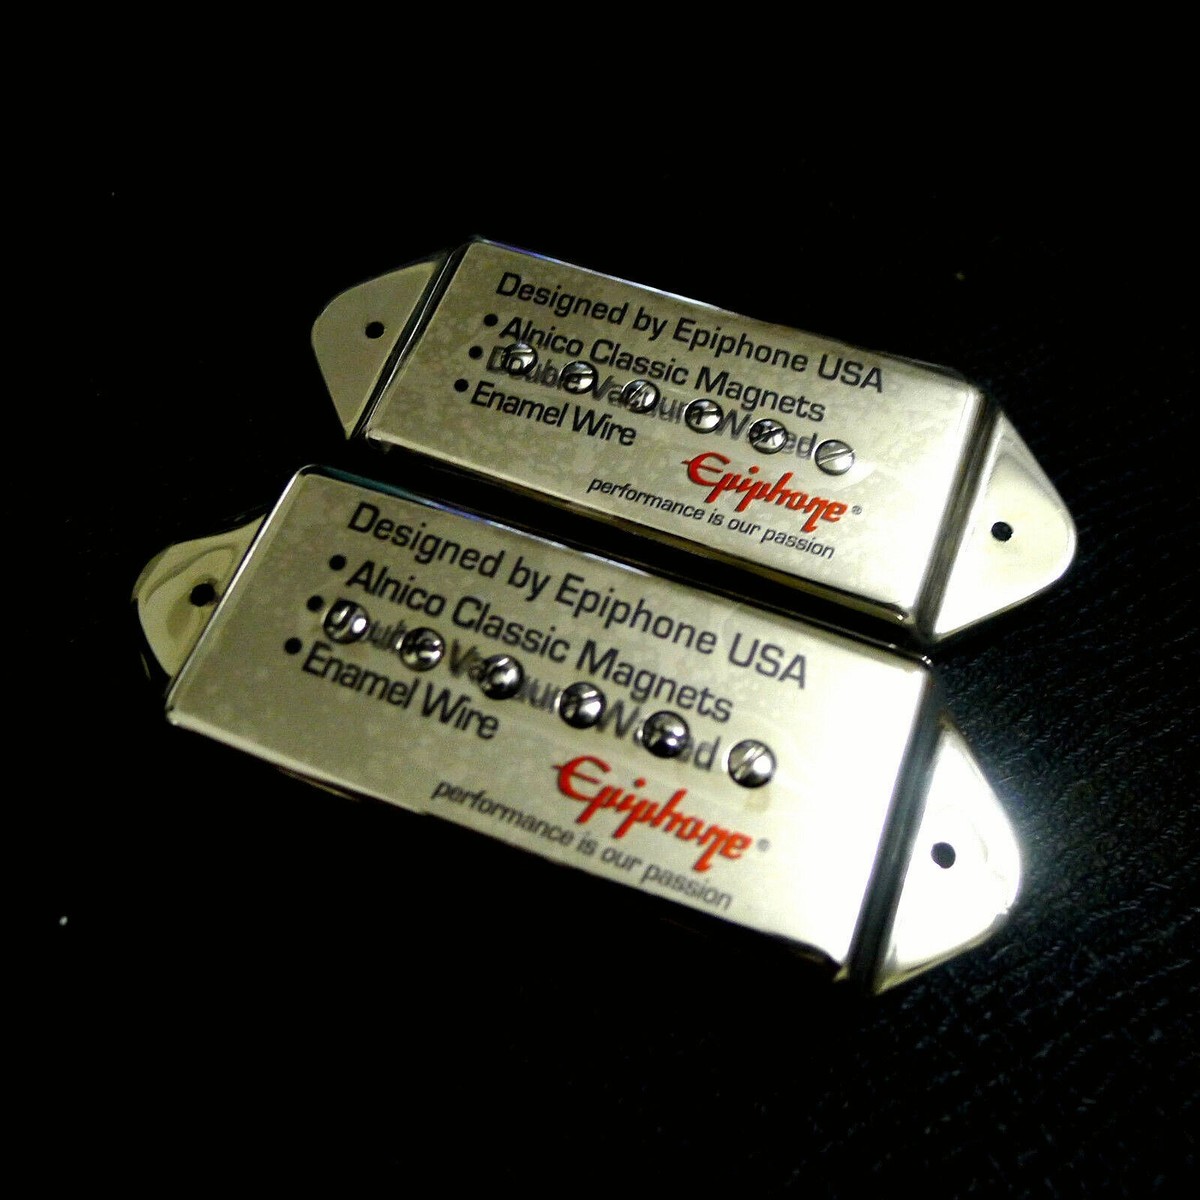 Designed by Epiphone USA
• Alnico Classic Magnets
• Double Vacuum Waxed
• Enamel Wire
Epiphone®
performance is our passion
Designed by Epiphone USA
• Alnico Classic Magnets
• Double Vacuum Waxed
• Enamel Wire
Epiphone®
performance is our passion